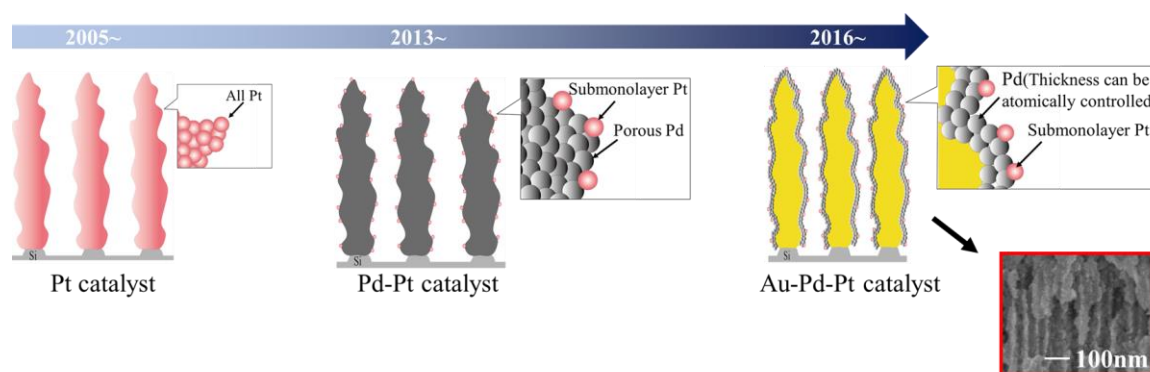 2005~
2013~
2016~
All Pt
Submonolayer Pt
Porous Pd
Pd(Thickness can be
atomically controlled
Submonolayer Pt
Si
Si
Pt catalyst
Pd-Pt catalyst
Au-Pd-Pt catalyst
100nm